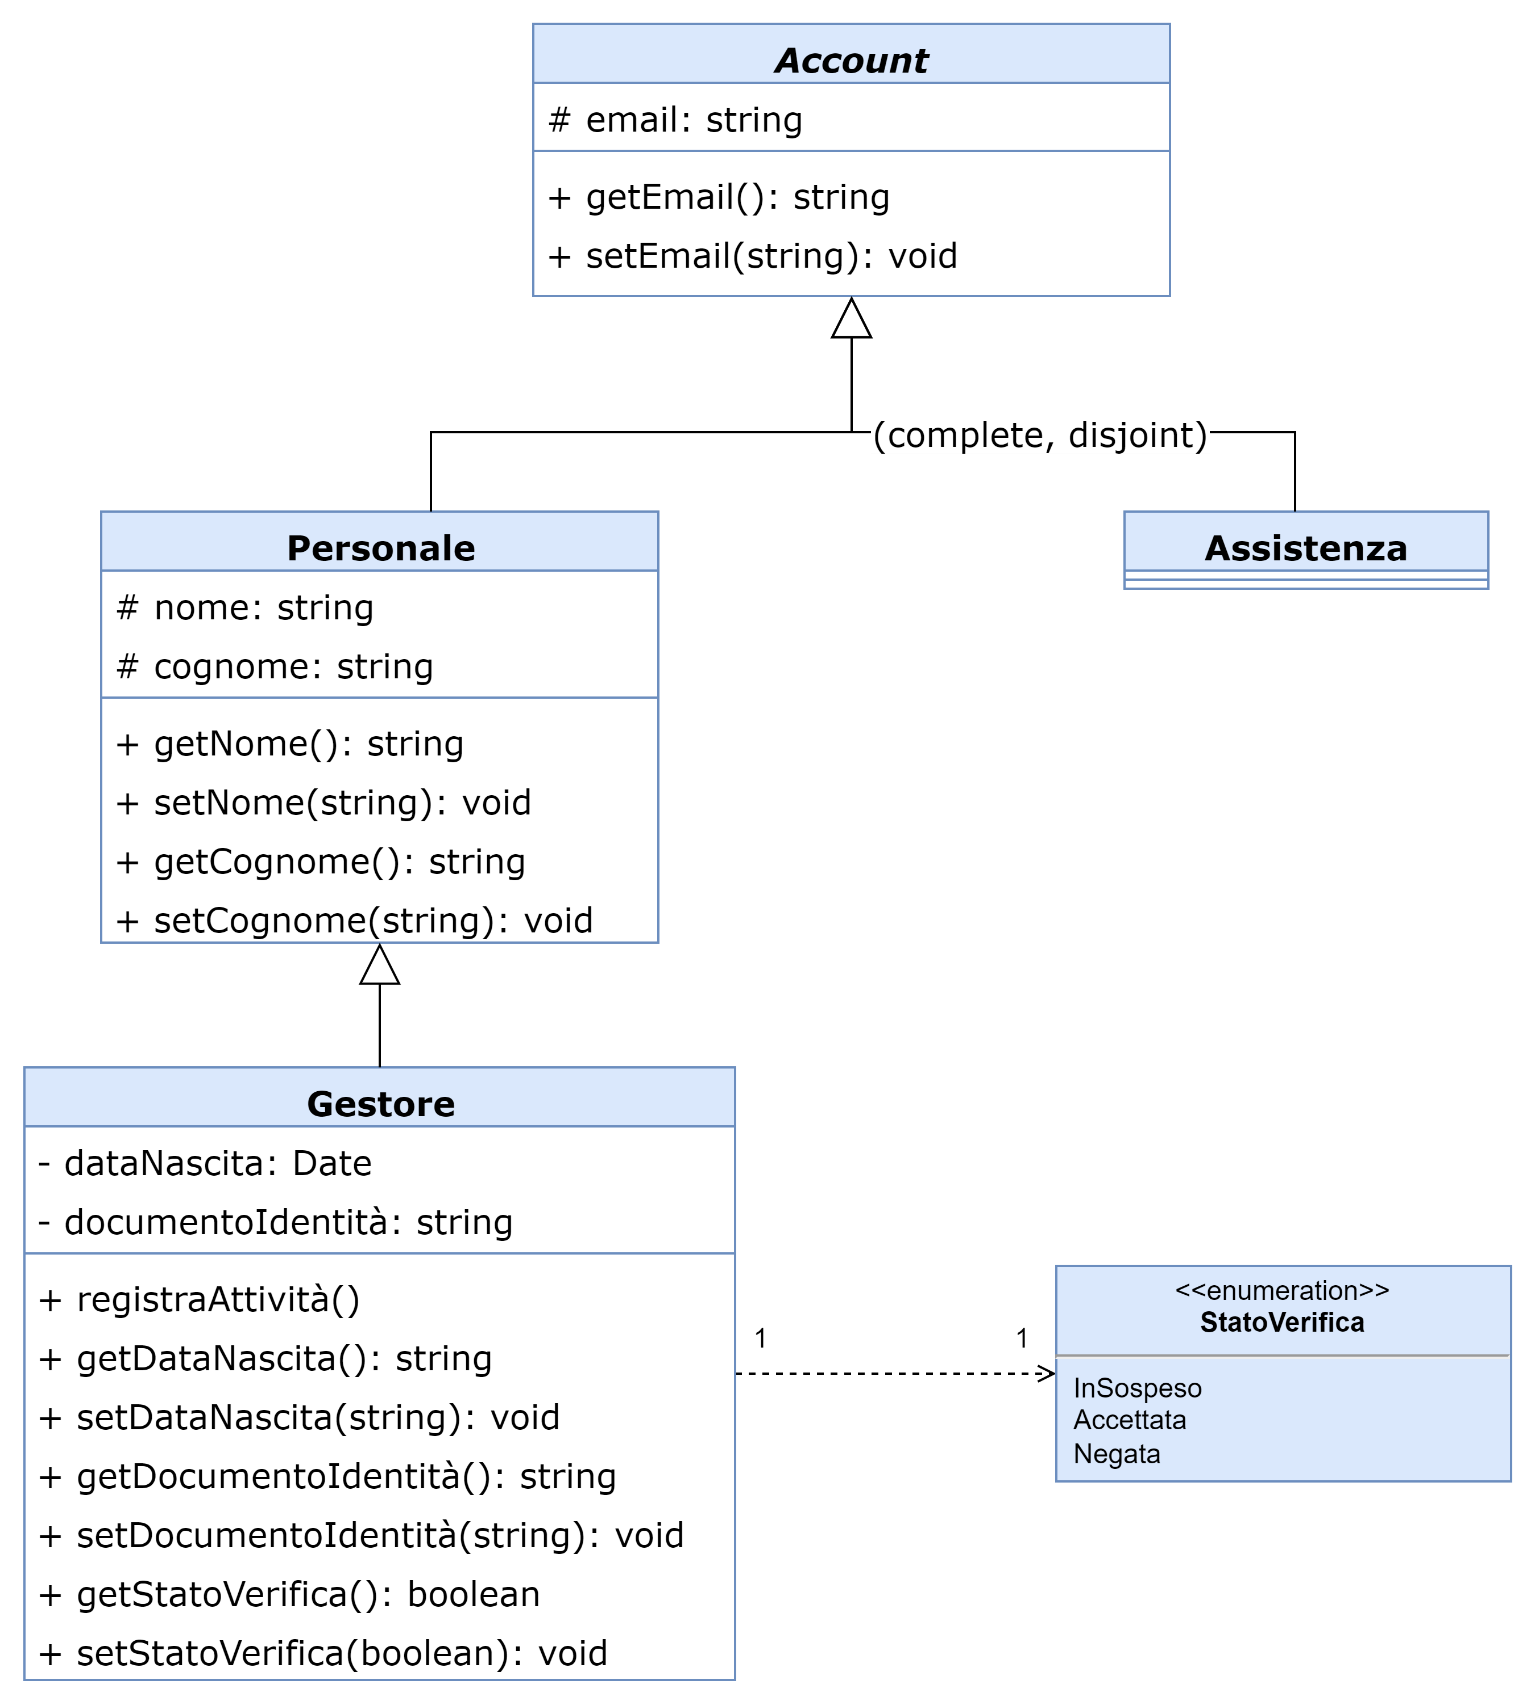 Account
# email: string
+ getEmail(): string
+ setEmail(string): void
(complete, disjoint)
Personale
# nome: string
# cognome: string
+ getNome(): string
+ setNome(string): void
+ getCognome(): string
+ setCognome(string): void
Assistenza
Gestore
- dataNascita: Date
- documentoIdentità: string
+ registraAttività()
+ getDataNascita(): string
+ setDataNascita(string): void
+ getDocumentoIdentità(): string
+ setDocumentoIdentità(string): void
+ getStatoVerifica(): boolean
+ setStatoVerifica(boolean): void
1
1
<<enumeration>>
StatoVerifica
InSospeso
Accettata
Negata